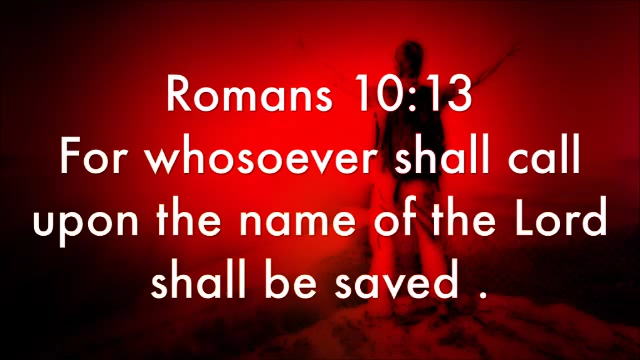 Romans 10:13
For whosoever shall call
upon the name of the Lord
shall be saved .